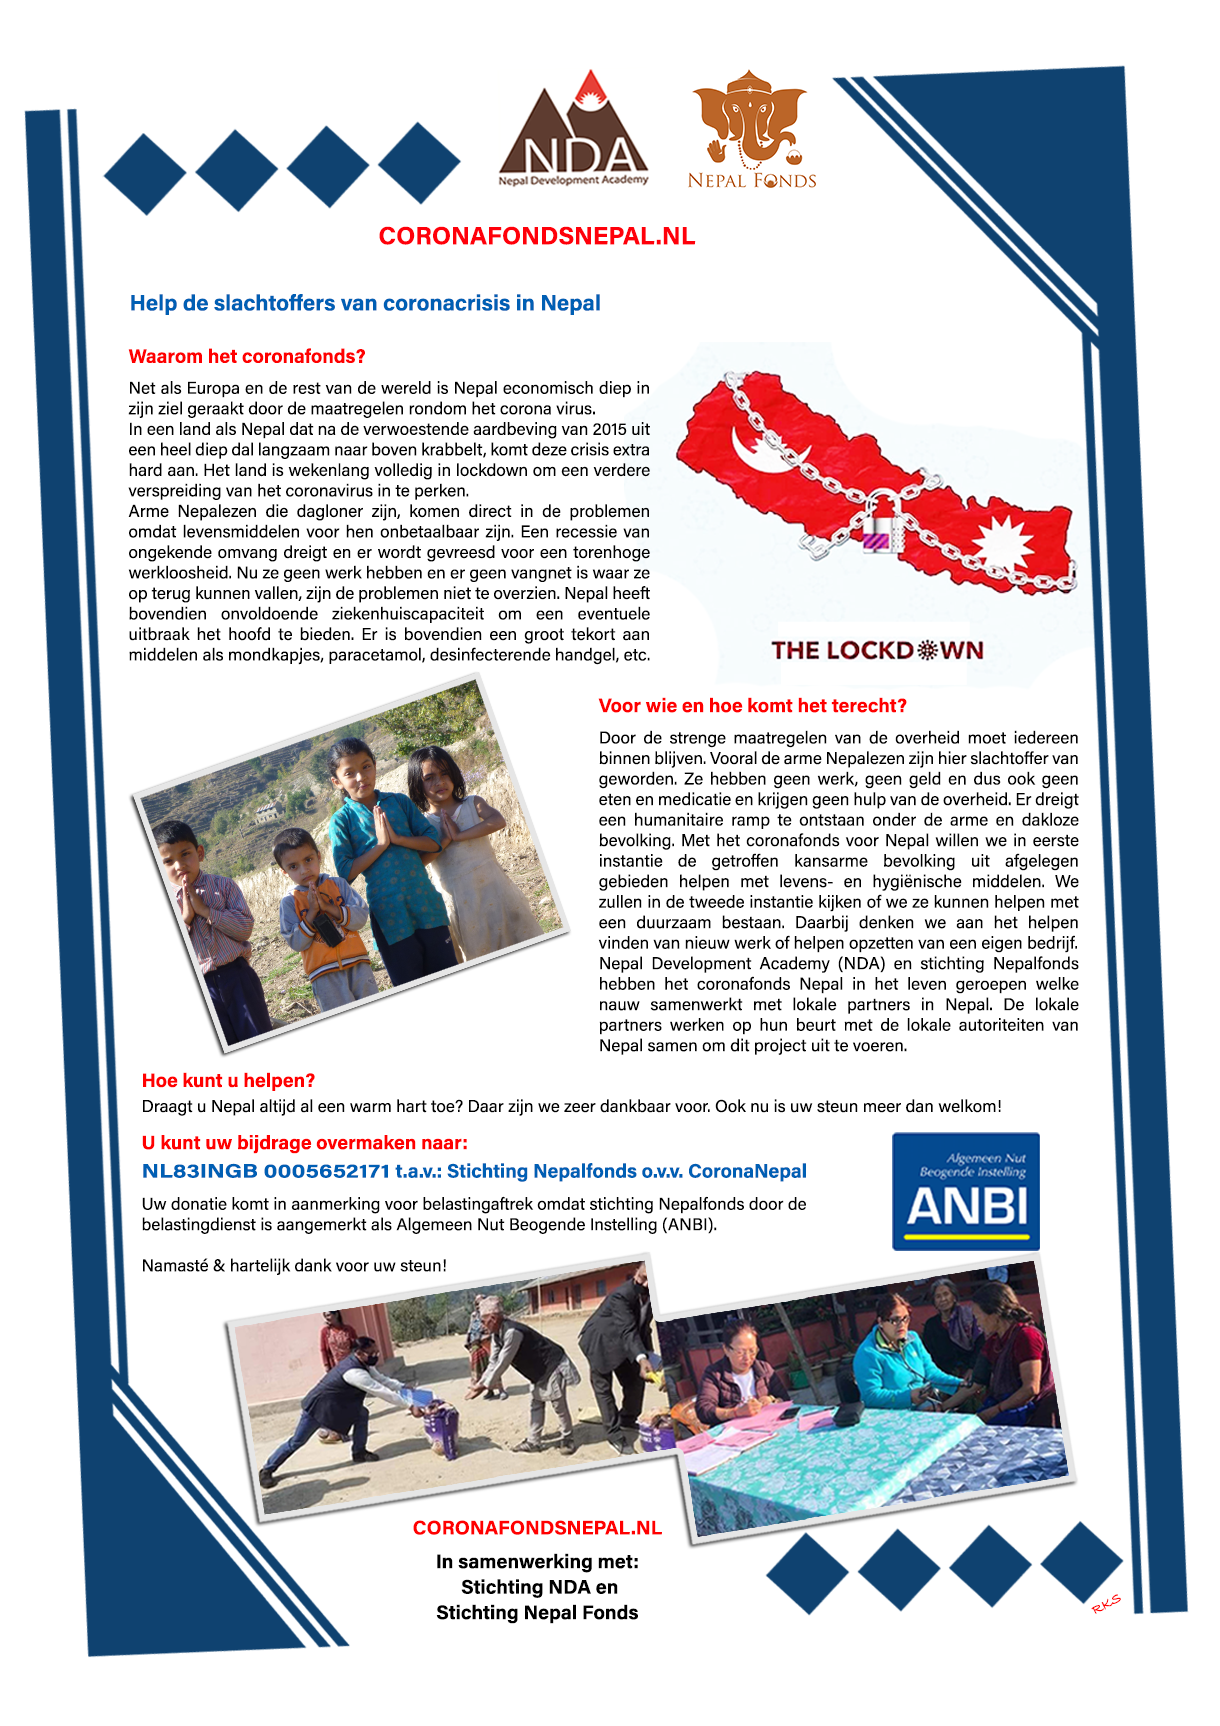 NDA
Nepal Development Academy
NEPAL FONDS
CORONAFONDSNEPAL.NL
Help de slachtoffers van coronacrisis in Nepal
Waarom het coronafonds?
Net als Europa en de rest van de wereld is Nepal economisch diep in
zijn ziel geraakt door de maatregelen rondom het corona virus.
In een land als Nepal dat na de verwoestende aardbeving van 2015 uit
een heel diep dal langzaam naar boven krabbelt, komt deze crisis extra
hard aan. Het land is wekenlang volledig in lockdown om een verdere
verspreiding van het coronavirus in te perken.
Arme Nepalezen die dagloner zijn, komen direct in de problemen
omdat levensmiddelen voor hen onbetaalbaar zijn. Een recessie van
ongekende omvang dreigt en er wordt gevreesd voor een torenhoge
werkloosheid. Nu ze geen werk hebben en er geen vangnet is waar ze
op terug kunnen vallen, zijn de problemen niet te overzien. Nepal heeft
bovendien onvoldoende ziekenhuiscapaciteit om een eventuele
uitbraak het hoofd te bieden. Er is bovendien een groot tekort aan
middelen als mondkapjes, paracetamol, desinfecterende handgel, etc.
THE LOCKDOWN
Voor wie en hoe komt het terecht?
Door de strenge maatregelen van de overheid moet iedereen
binnen blijven. Vooral de arme Nepalezen zijn hier slachtoffer van
geworden. Ze hebben geen werk, geen geld en dus ook geen
eten en medicatie en krijgen geen hulp van de overheid. Er dreigt
een humanitaire ramp te ontstaan onder de arme en dakloze
bevolking. Met het coronafonds voor Nepal willen we in eerste
instantie de getroffen kansarme bevolking uit afgelegen
gebieden helpen met levens- en hygiënische middelen. We
zullen in de tweede instantie kijken of we ze kunnen helpen met
een duurzaam bestaan. Daarbij denken we aan het helpen
vinden van nieuw werk of helpen opzetten van een eigen bedrijf.
Nepal Development Academy (NDA) en stichting Nepalfonds
hebben het coronafonds Nepal in het leven geroepen welke
nauw samenwerkt met lokale partners in Nepal. De lokale
partners werken op hun beurt met de lokale autoriteiten van
Nepal samen om dit project uit te voeren.
Hoe kunt u helpen?
Draagt u Nepal altijd al een warm hart toe? Daar zijn we zeer dankbaar voor. Ook nu is uw steun meer dan welkom!
U kunt uw bijdrage overmaken naar:
NL83INGB 0005652171 t.a.v.: Stichting Nepalfonds o.v.v. CoronaNepal
Uw donatie komt in aanmerking voor belastingaftrek omdat stichting Nepalfonds door de
belastingdienst is aangemerkt als Algemeen Nut Beogende Instelling (ANBI).
Algemeen Nut
Beogende Instelling
ANBI
Namasté & hartelijk dank voor uw steun!
CORONAFONDSNEPAL.NL
In samenwerking met:
Stichting NDA en
Stichting Nepal Fonds
RKS